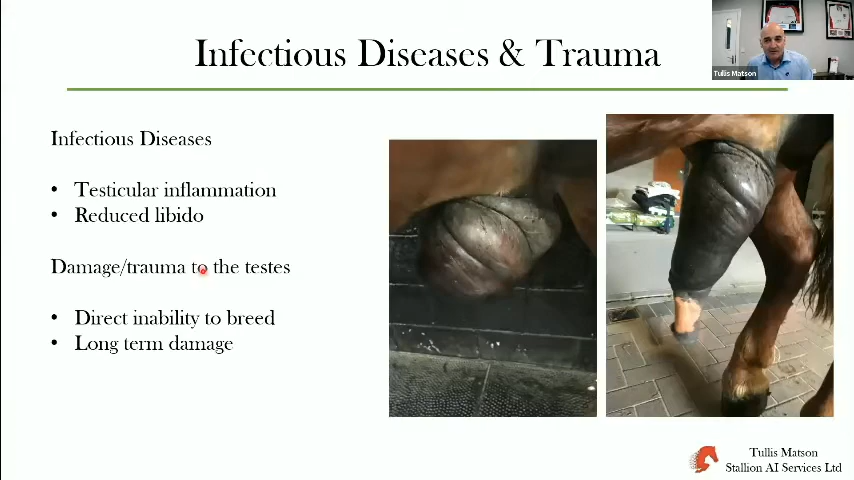 Infectious Diseases & Trauma
Tullis Matson
Infectious Diseases
• Testicular inflammation
• Reduced libido
Damage/trauma to the testes
• Direct inability to breed
• Long term damage
Tullis Matson
Stallion AI Services Ltd